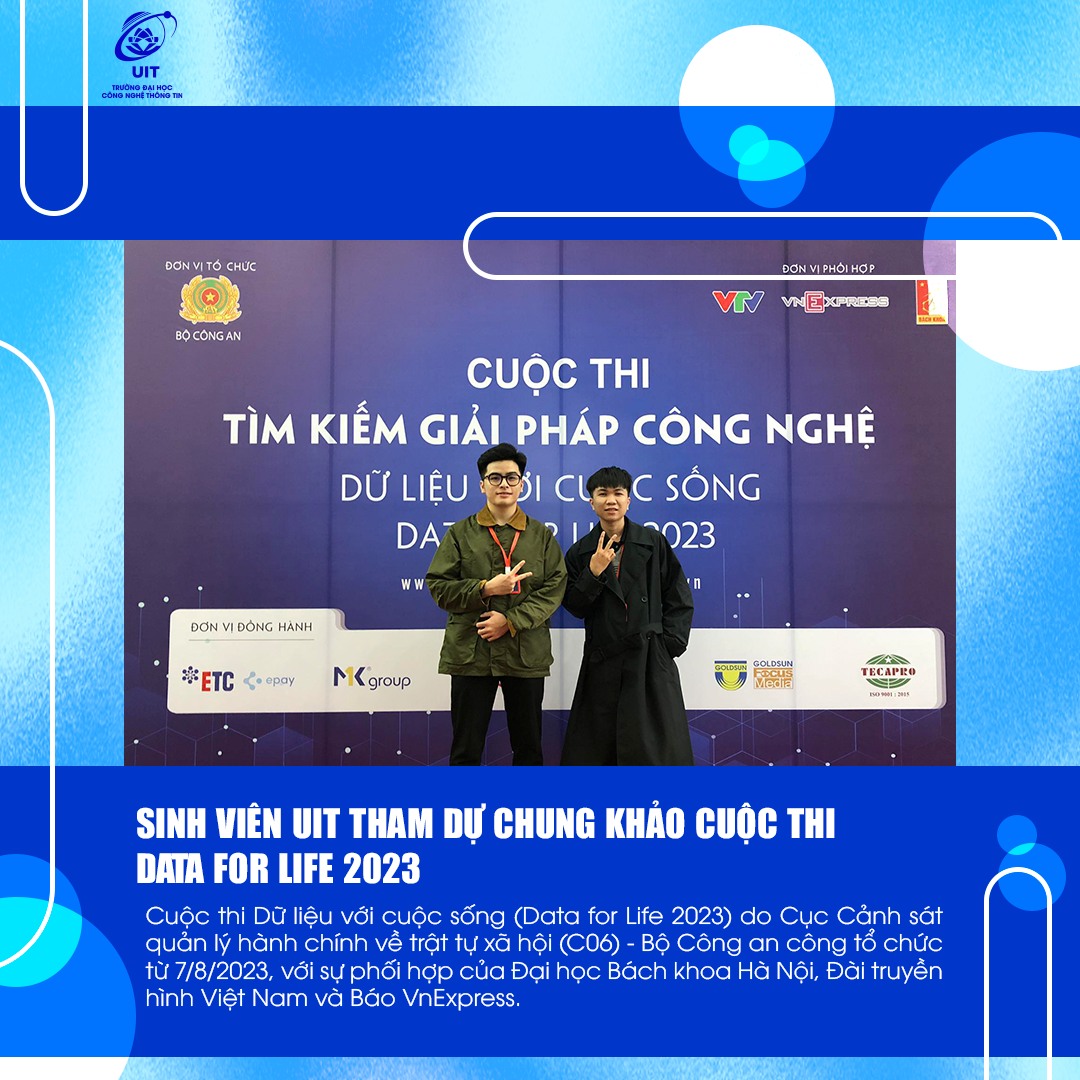 UIT
TRƯỜNG ĐẠI HỌC
CÔNG NGHỆ THÔNG TIN
ĐƠN VỊ TỔ CHỨC
BỘ CÔNG AN
ĐƠN VỊ PHỐI HỢP
VTV VNEXPRESS
BÁCH KHOA
CUỘC THI
TÌM KIẾM GIẢI PHÁP CÔNG NGHỆ
DỮ LIỆU CUỘC SỐNG
2023
ĐƠN VỊ ĐỒNG HÀNH
ETC epay MK group GOLDSUN GOLDSUN Focus Media TECAPRO
ISO 9001 : 2015
SINH VIÊN UIT THAM DỰ CHUNG KHẢO CUỘC THI
DATA FOR LIFE 2023
Cuộc thi Dữ liệu với cuộc sống (Data for Life 2023) do Cục Cảnh sát
quản lý hành chính về trật tự xã hội (C06) - Bộ Công an công tổ chức
từ 7/8/2023, với sự phối hợp của Đại học Bách khoa Hà Nội, Đài truyền
hình Việt Nam và Báo VnExpress.